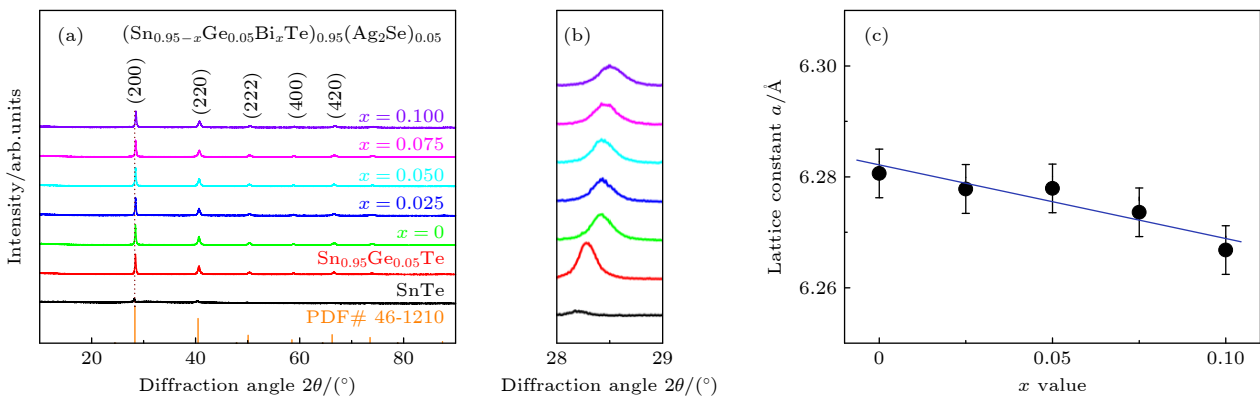 (a)
(Sn₀.₉₅₋ₓGe₀.₀₅BiₓTe)₀.₉₅(Ag₂Se)₀.₀₅
(200)
(220)
(222)
(400)
(420)
x = 0.100
x = 0.075
x = 0.050
x = 0.025
x = 0
Sn₀.₉₅Ge₀.₀₅Te
SnTe
PDF# 46-1210
Intensity/arb.units
20
40
60
80
Diffraction angle 2θ/(°)
(b)
28
29
Diffraction angle 2θ/(°)
(c)
6.30
6.28
6.26
Lattice constant a/Å
0
0.05
0.10
x value